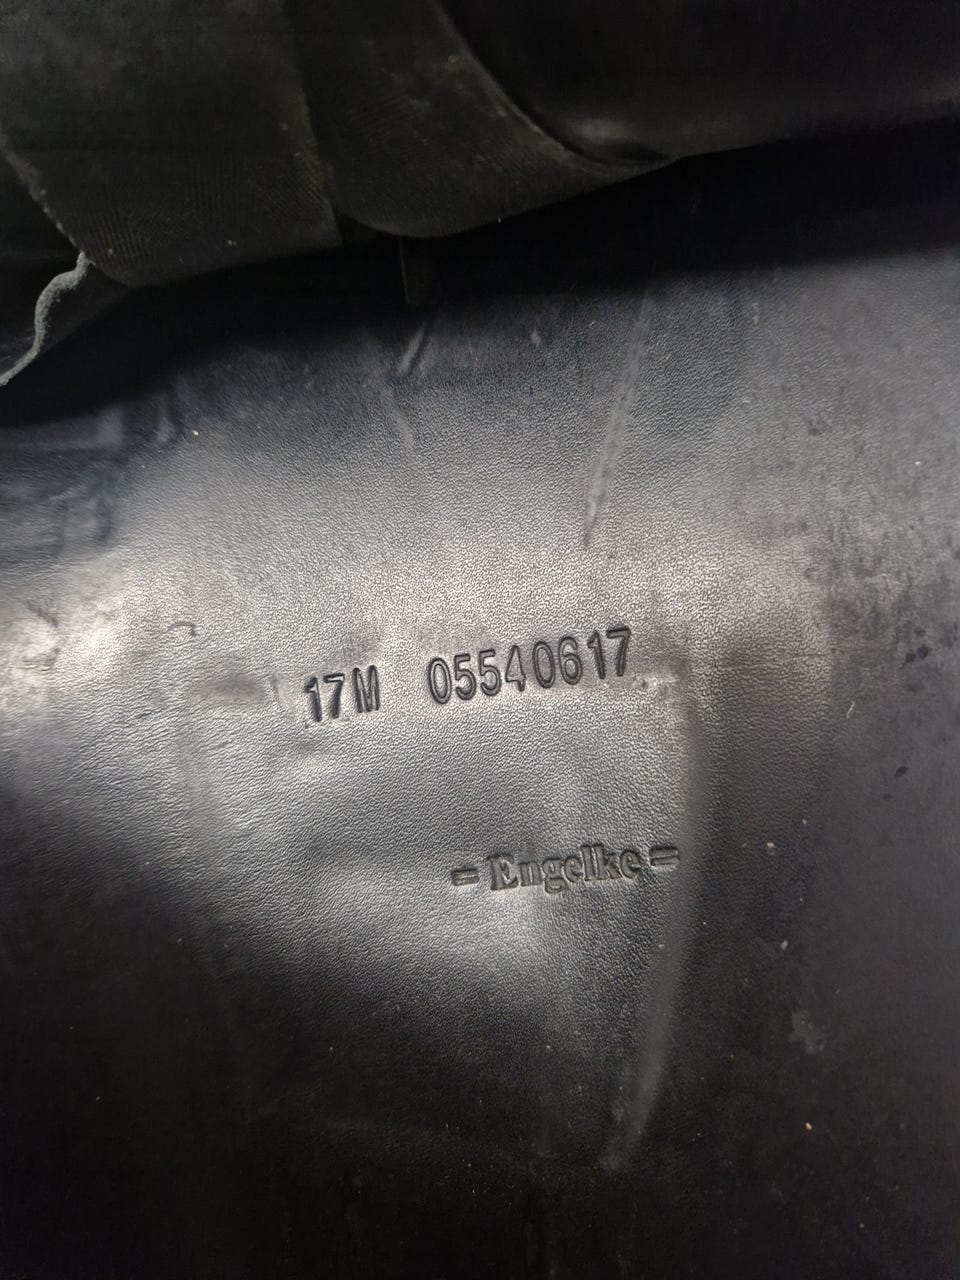 17M 05540617
= Engelke =